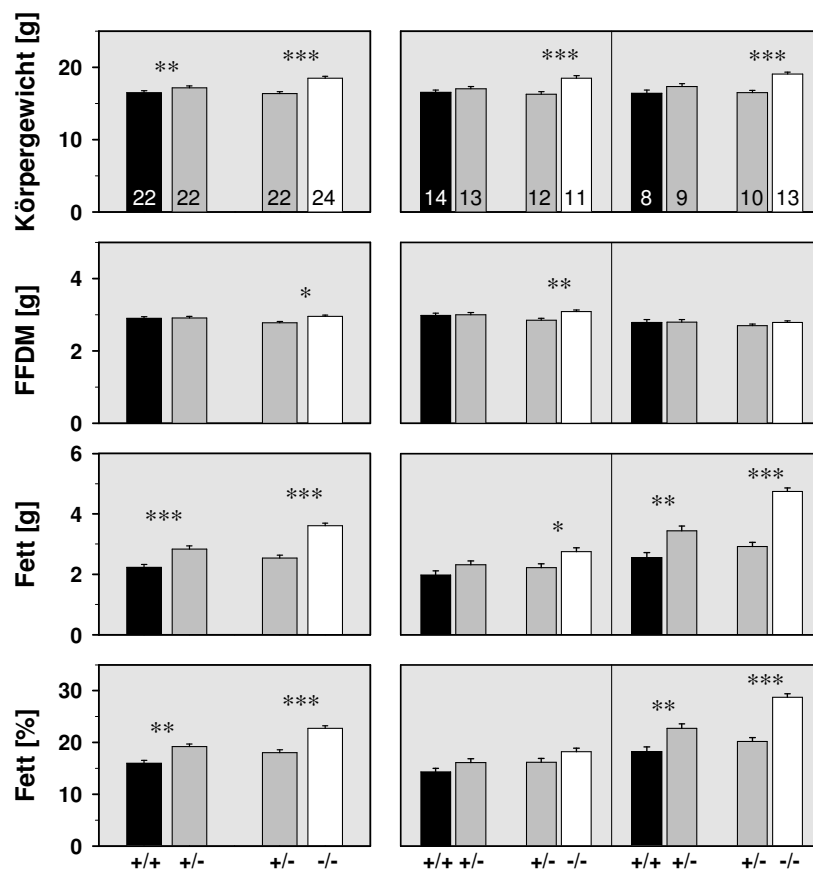 Körpergewicht [g]
20
10
0
** ***
22 22 22 24
*** ***
14 13 12 11 8 9 10 13
FFDM [g]
4
2
0
*
**
Fett [g]
6
4
2
0
*** ***
* ** ***
Fett [%]
30
20
10
0
** ***
** ***
+/+ +/- +/- -/-
+/+ +/- +/- -/- +/+ +/- +/- -/-